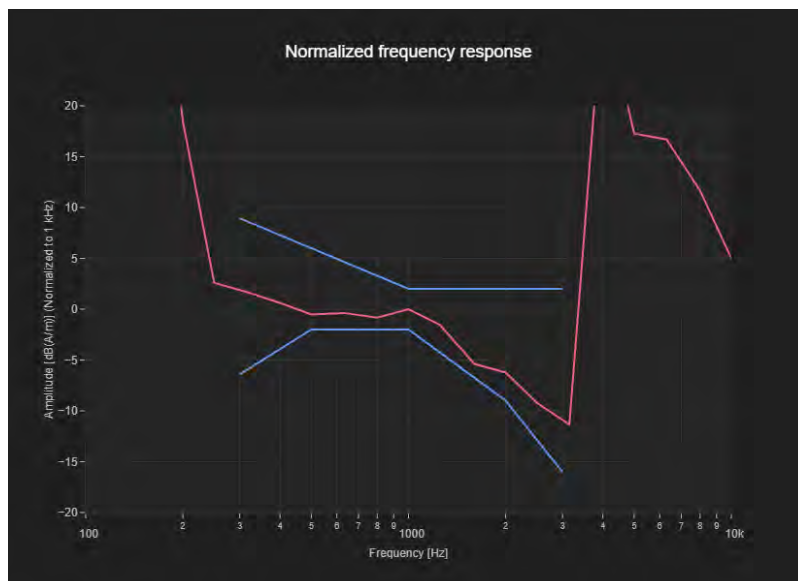 Normalized frequency response
Amplitude [dB(A/m)] (Normalized to 1 kHz)
20
15
10
5
0
−5
−10
−15
−20
100 2 3 4 5 6 7 8 9 1000 2 3 4 5 6 7 8 9 10k
Frequency [Hz]